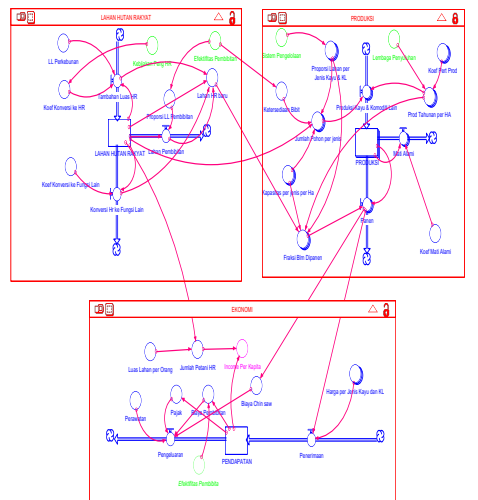 LAHAN HUTAN RAKYAT
LL Perkebunan
Efektifitas Pembibitan
Koef Konversi ke HR
Tambahan Luas HR
Lahan HR baru
Proporsi LL Pembibitan
LAHAN HUTAN RAKYAT
Lahan Pembibitan
Koef Konversi ke Fungsi Lain
Konversi Hr ke Fungsi Lain
PRODUKSI
Sistem Pengelolaan
Proporsi Lahan per
Jenis Kayu & KL
Lembaga Penyuluhan
Koef Pert Prod
Ketersediaan Bibit
Produksi Kayu & Komoditi Lain
Prod Tahunan per HA
Jumlah Pohon per jenis
PRODUKSI
Mati Alami
Kapasitas per jenis per Ha
Panen
Fraksi Blm Dipanen
Koef Mati Alami
EKONOMI
Luas Lahan per Orang
Jumlah Petani HR
Income Per Kapita
Biaya Chin saw
Harga per Jenis Kayu dan KL
Perawatan
Pajak
Biaya Pembibitan
Pengeluaran
PENDAPATAN
Penerimaan
Efektifitas Pembibita